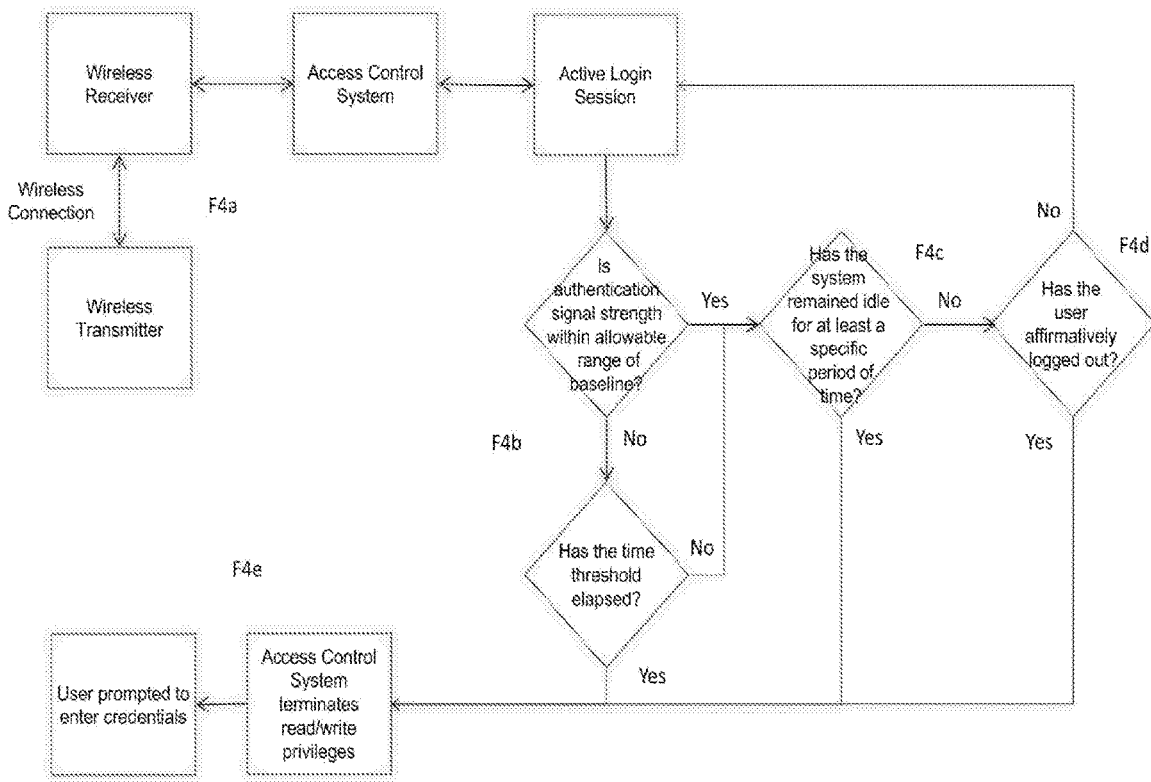 Wireless
Receiver
Access Control
System
Active Login
Session
Wireless
Connection
F4a
Wireless
Transmitter
Is
authentication
signal strength
within allowable
range of
baseline?
Yes
No
F4b
Has the
system
remained idle
for at least a
specific
period of
time?
F4c
No
Yes
No
F4d
Has the
user
affirmatively
logged out?
Yes
Has the time
threshold
elapsed?
No
Yes
F4e
User prompted to
enter credentials
Access Control
System
terminates
read/write
privileges